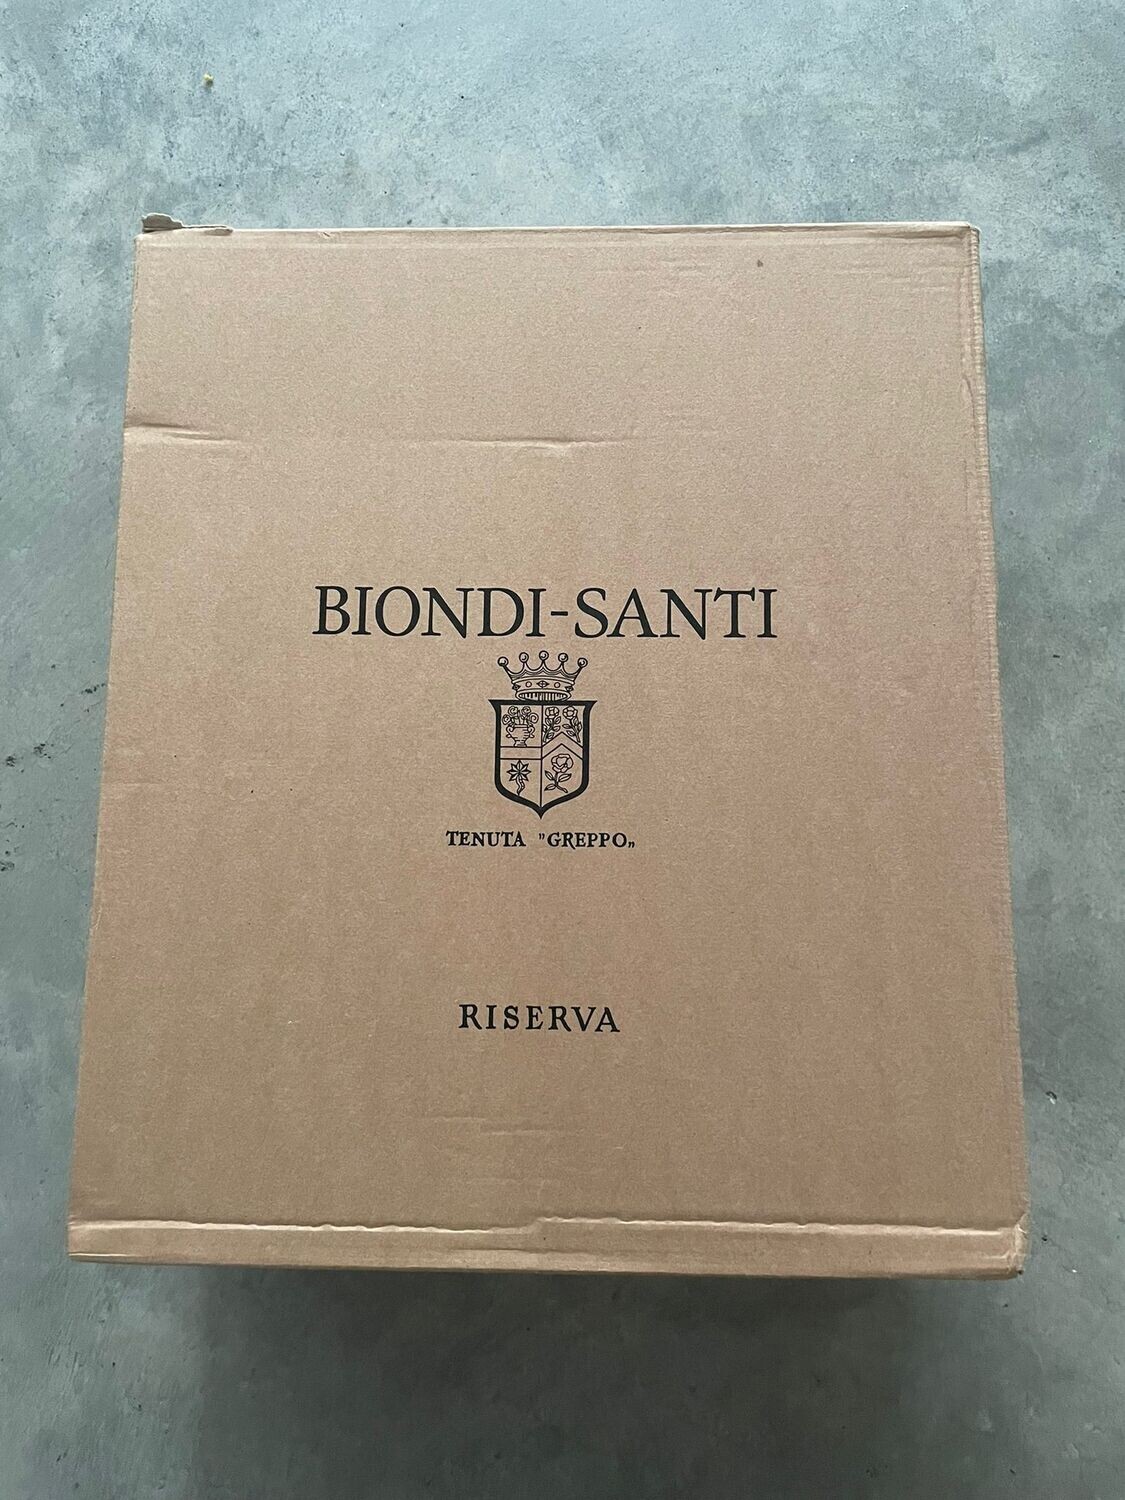 BIONDI-SANTI
TENUTA "GREPPO„
RISERVA